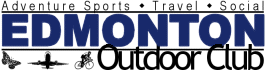 Adventure Sports ♦ Travel ♦ Social
EDMONTON
Outdoor Club